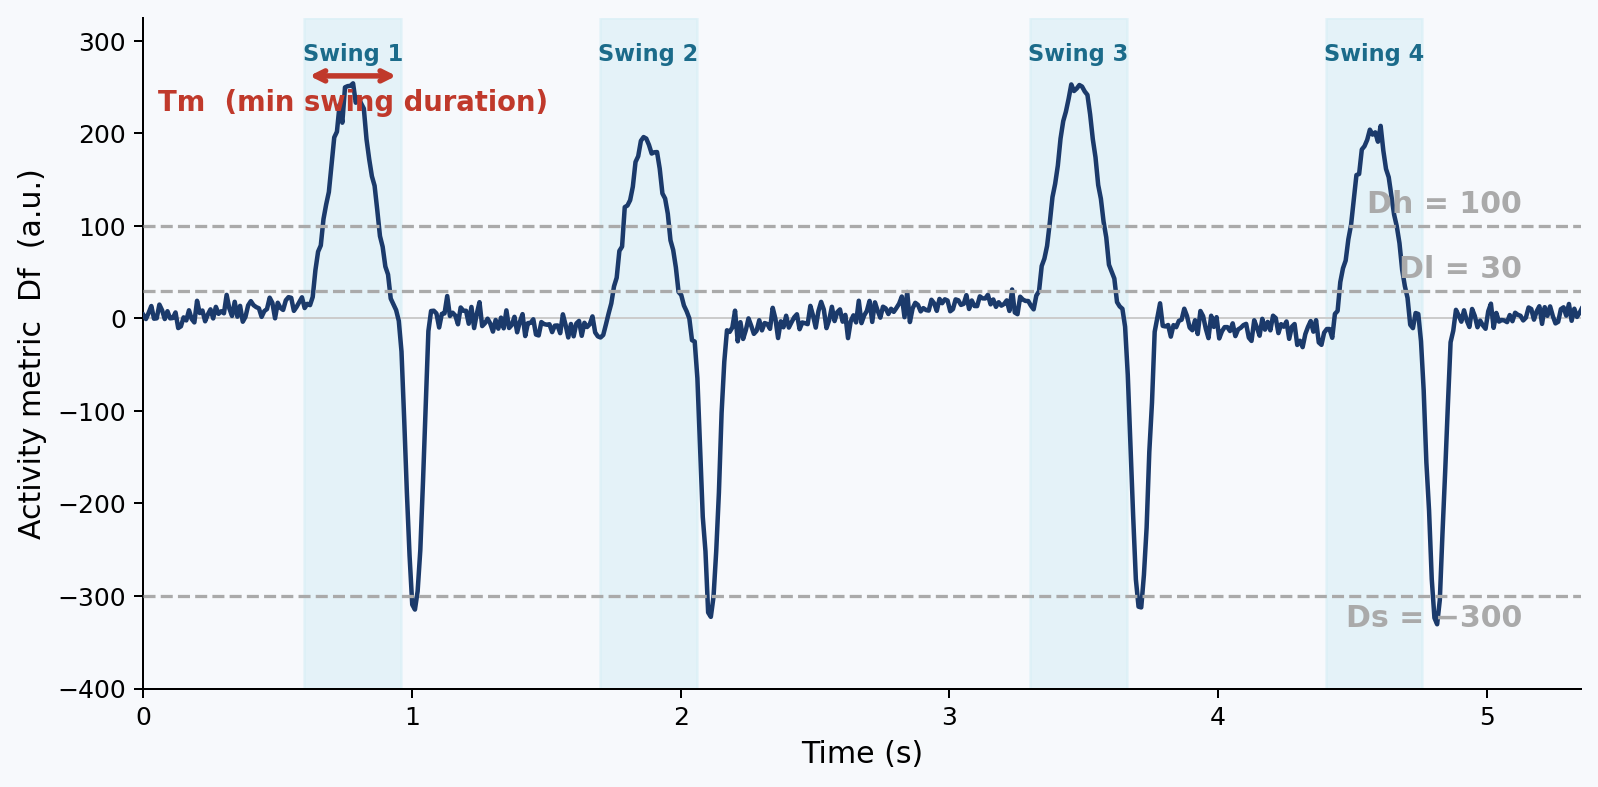 Swing 1
Swing 2
Swing 3
Swing 4
Tm (min swing duration)
Dh = 100
Dl = 30
Ds = −300
Activity metric Df (a.u.)
300
200
100
0
−100
−200
−300
−400
0
1
2
3
4
5
Time (s)